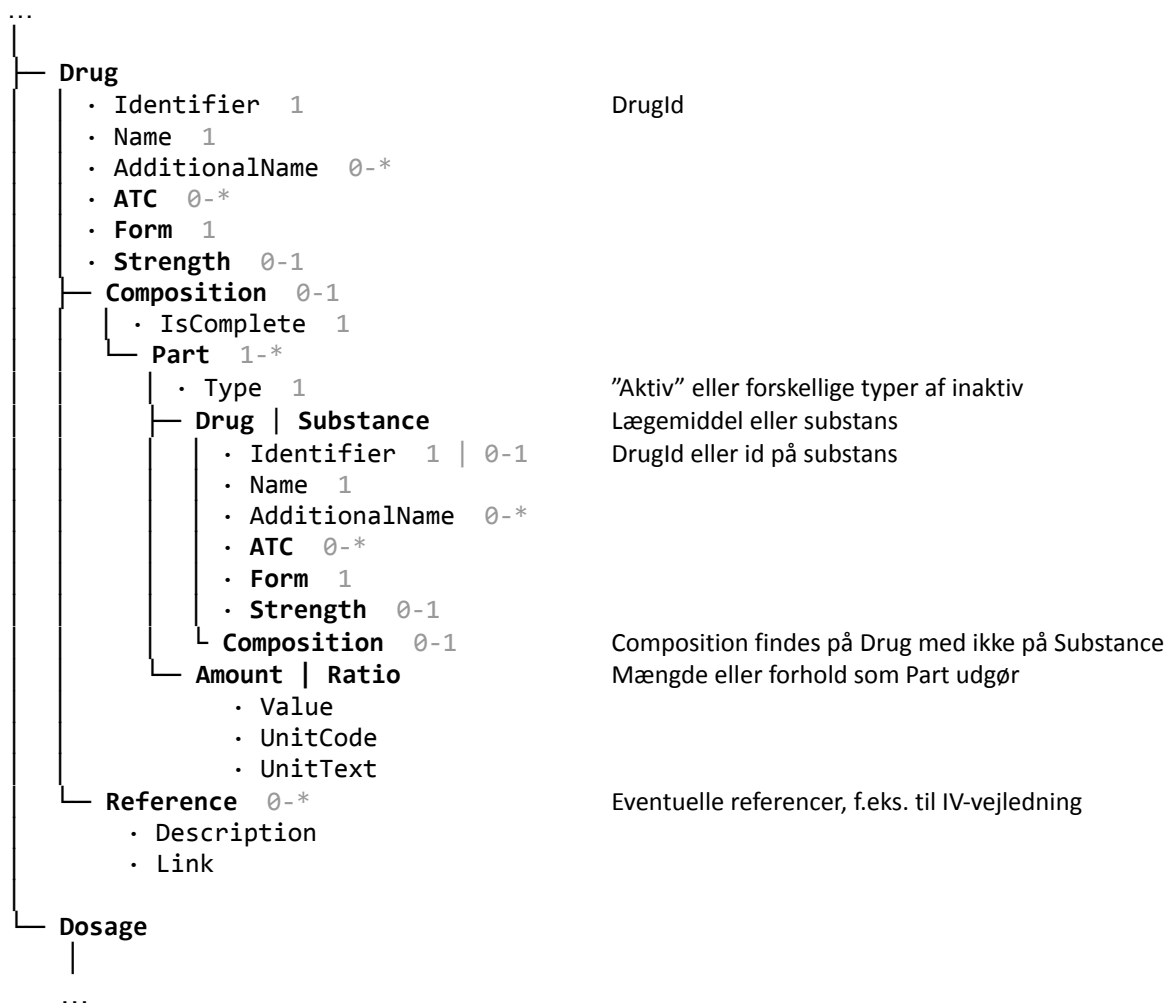 ...
Drug
· Identifier 1 DrugId
· Name 1
· AdditionalName 0-*
· ATC 0-*
· Form 1
· Strength 0-1
Composition 0-1
· IsComplete 1
Part 1-*
· Type 1 ”Aktiv” eller forskellige typer af inaktiv
Drug | Substance Lægemiddel eller substans
· Identifier 1 | 0-1 DrugId eller id på substans
· Name 1
· AdditionalName 0-*
· ATC 0-*
· Form 1
· Strength 0-1
Composition 0-1 Composition findes på Drug med ikke på Substance
Amount | Ratio Mængde eller forhold som Part udgør
· Value
· UnitCode
· UnitText
Reference 0-* Eventuelle referencer, f.eks. til IV-vejledning
· Description
· Link
Dosage
...